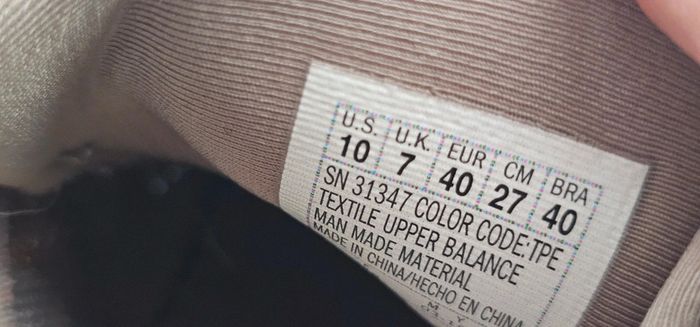 U.S. U.K. EUR CM BRA
10 7 40 27 40
SN 31347 COLOR CODE:TPE
TEXTILE UPPER BALANCE
MAN MADE MATERIAL
MADE IN CHINA/HECHO EN CHINA
M Y